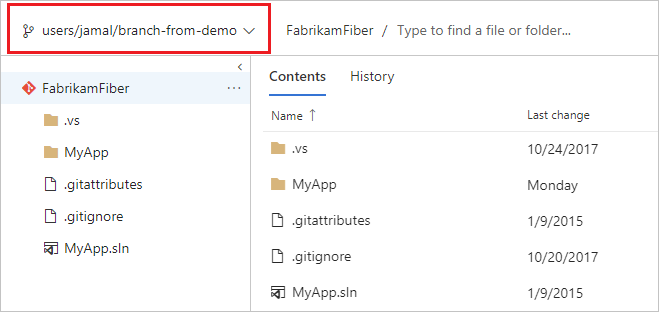 users/jamal/branch-from-demo
FabrikamFiber / Type to find a file or folder...
FabrikamFiber ...
.vs
MyApp
.gitattributes
.gitignore
MyApp.sln
Contents History
Name ↑ Last change
.vs 10/24/2017
MyApp Monday
.gitattributes 1/9/2015
.gitignore 10/20/2017
MyApp.sln 1/9/2015